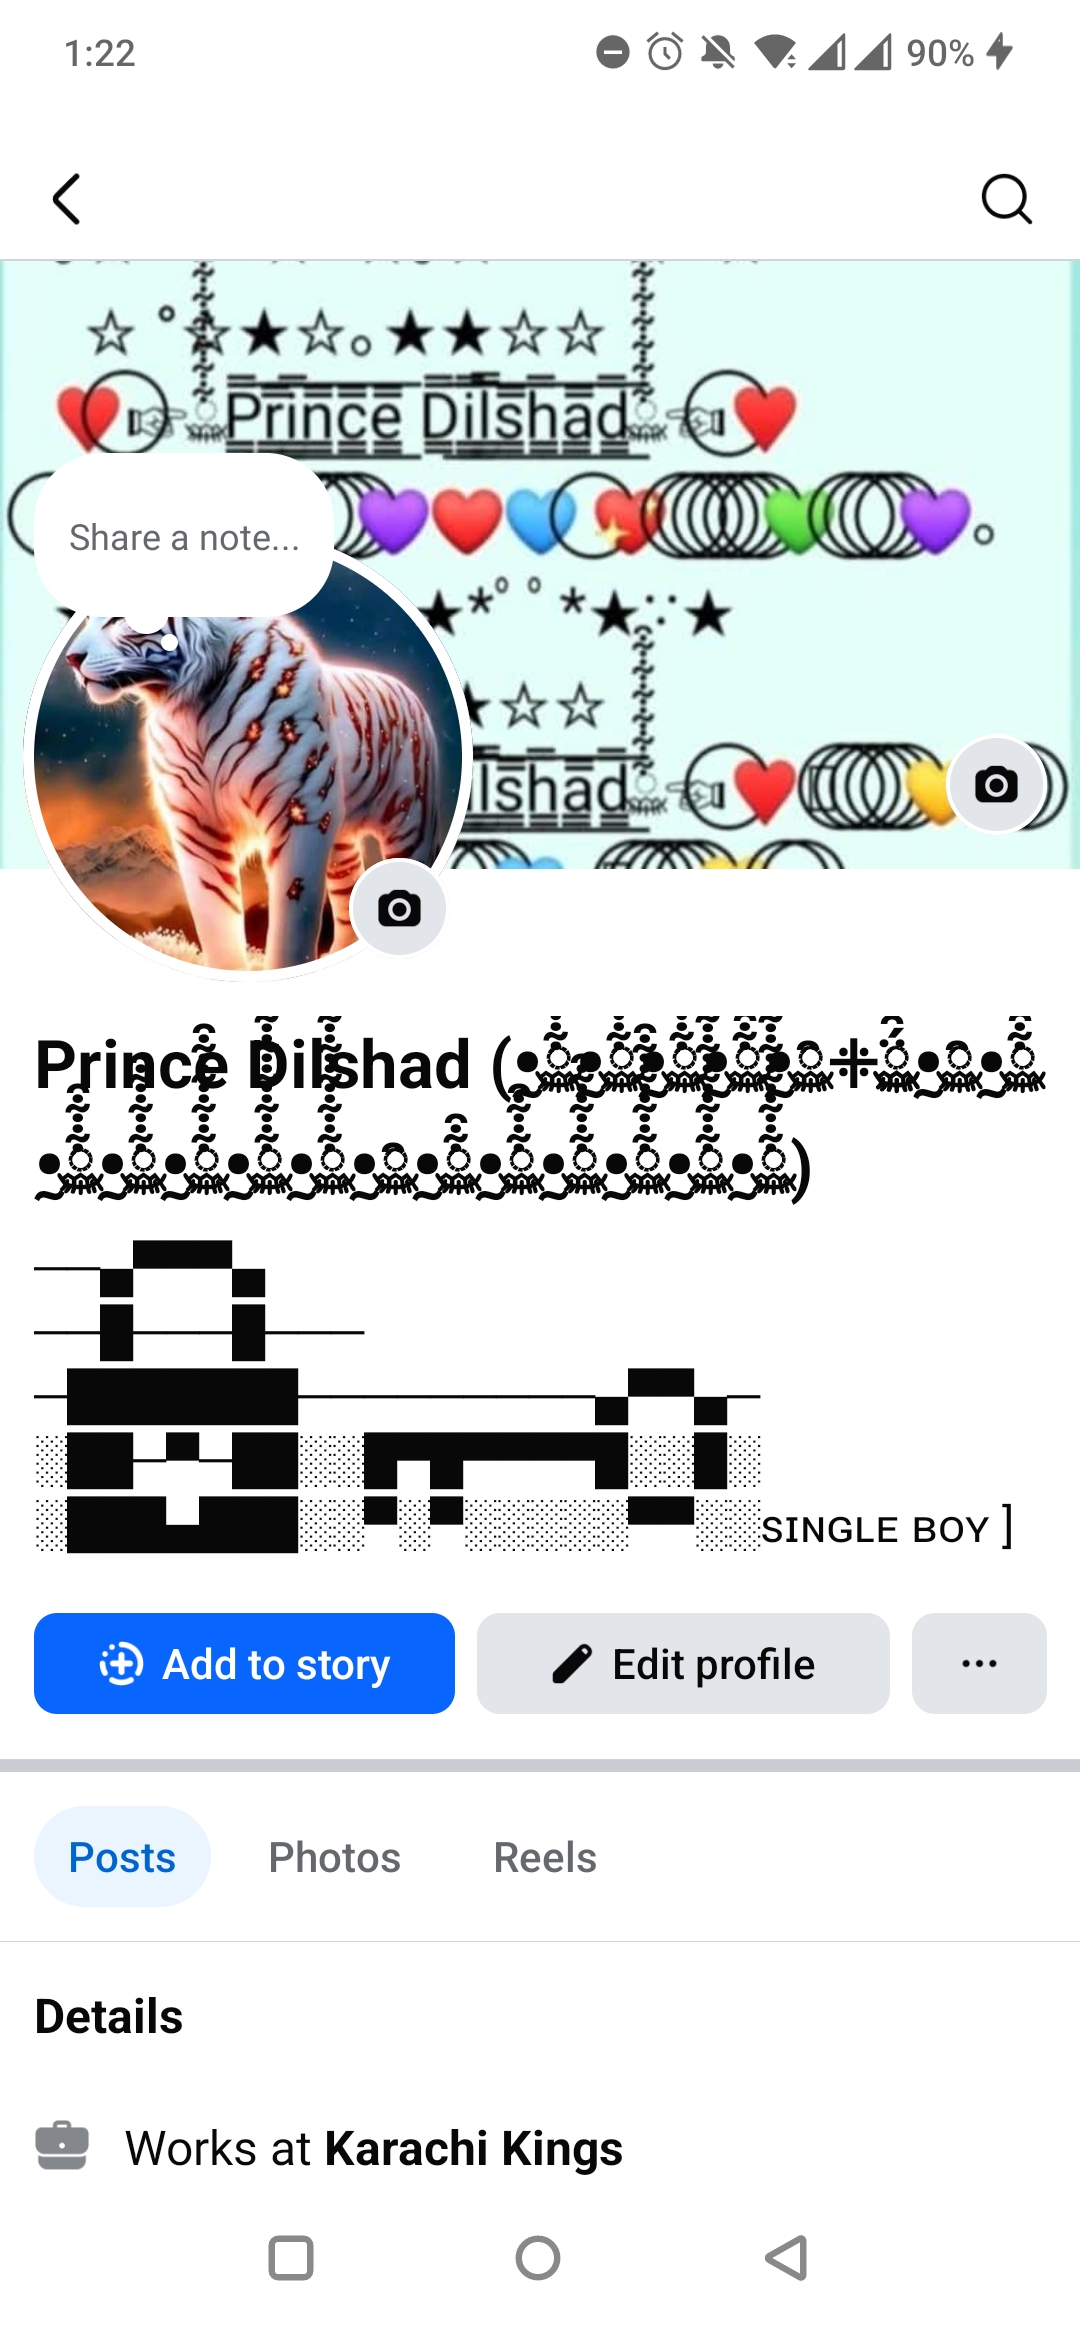 1:22
90%
Prince Dilshad
Share a note...
lshad
Prince Dilshad (
)
SINGLE BOY ]
Add to story
Edit profile
Posts
Photos
Reels
Details
Works at Karachi Kings